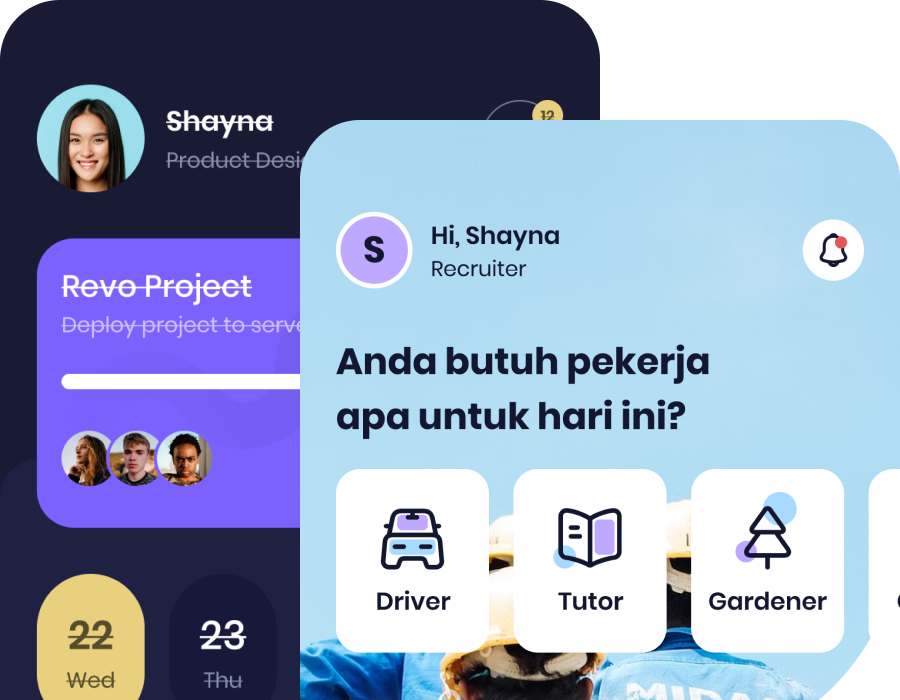 Shayna
12
Product Desi
Revo Project
Deploy project to serve
22
Wed
23
Thu
S
Hi, Shayna
Recruiter
Anda butuh pekerja
apa untuk hari ini?
Driver
Tutor
Gardener